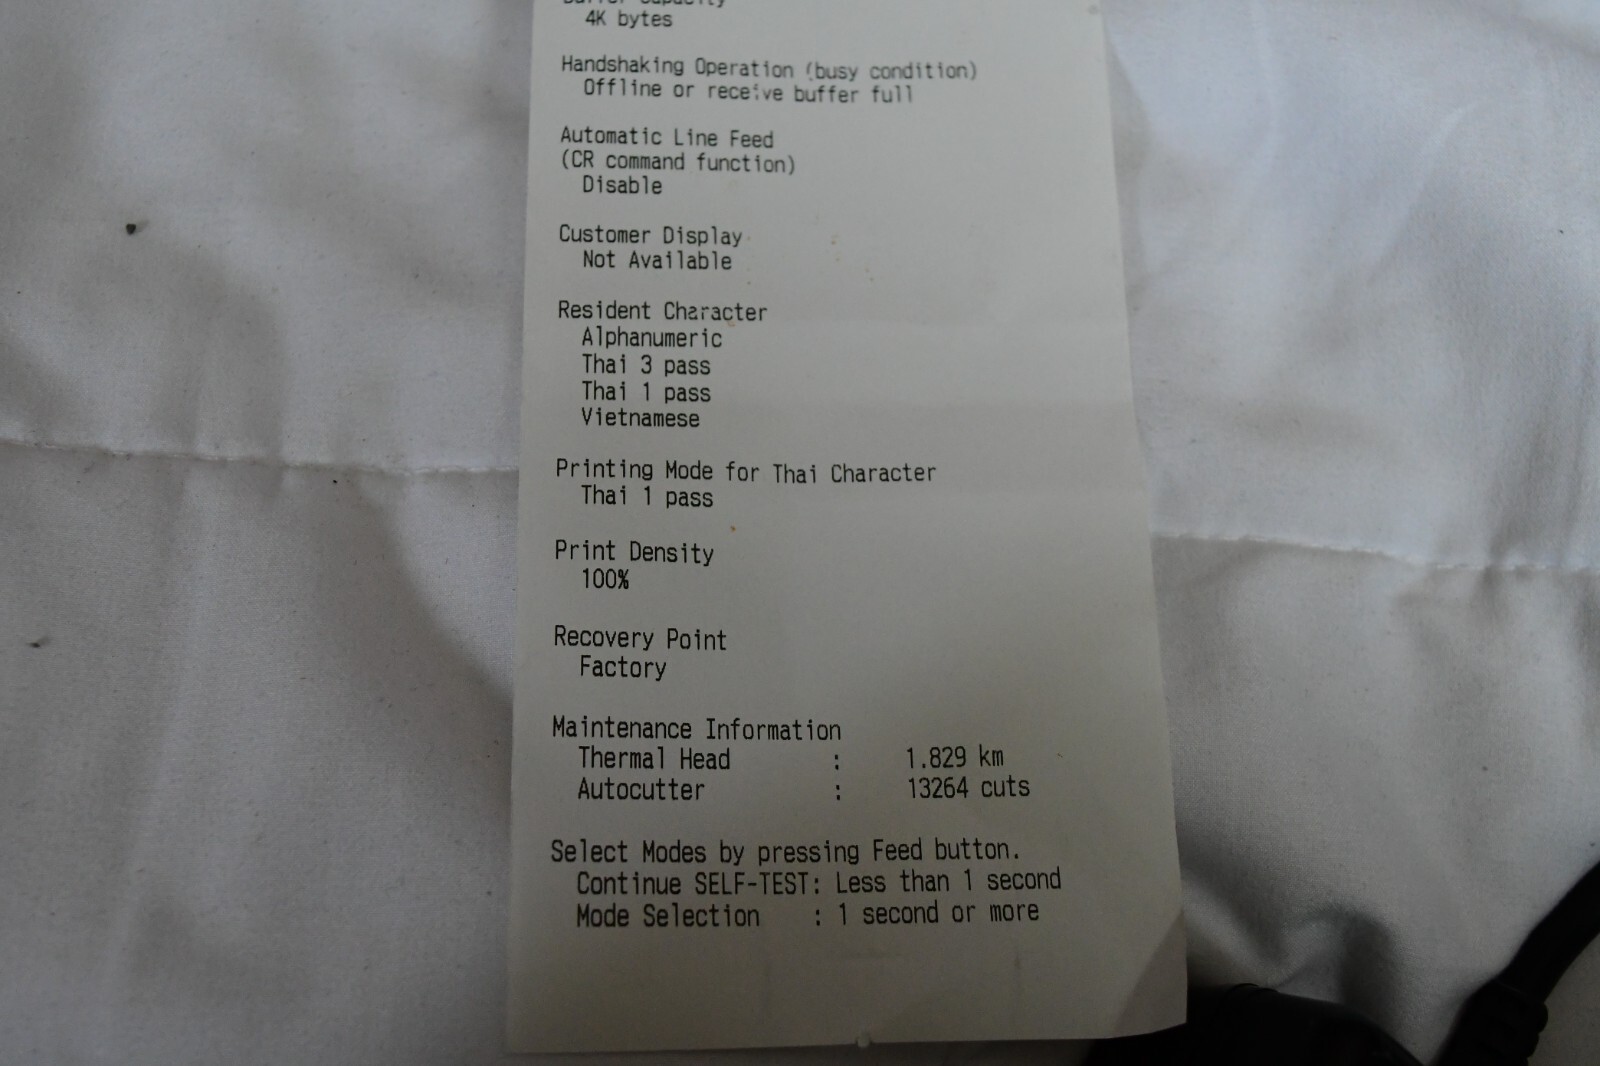 Buffer Capacity
4K bytes
Handshaking Operation (busy condition)
Offline or receive buffer full
Automatic Line Feed
(CR command function)
Disable
Customer Display
Not Available
Resident Character
Alphanumeric
Thai 3 pass
Thai 1 pass
Vietnamese
Printing Mode for Thai Character
Thai 1 pass
Print Density
100%
Recovery Point
Factory
Maintenance Information
Thermal Head : 1.829 km
Autocutter : 13264 cuts
Select Modes by pressing Feed button.
Continue SELF-TEST: Less than 1 second
Mode Selection : 1 second or more